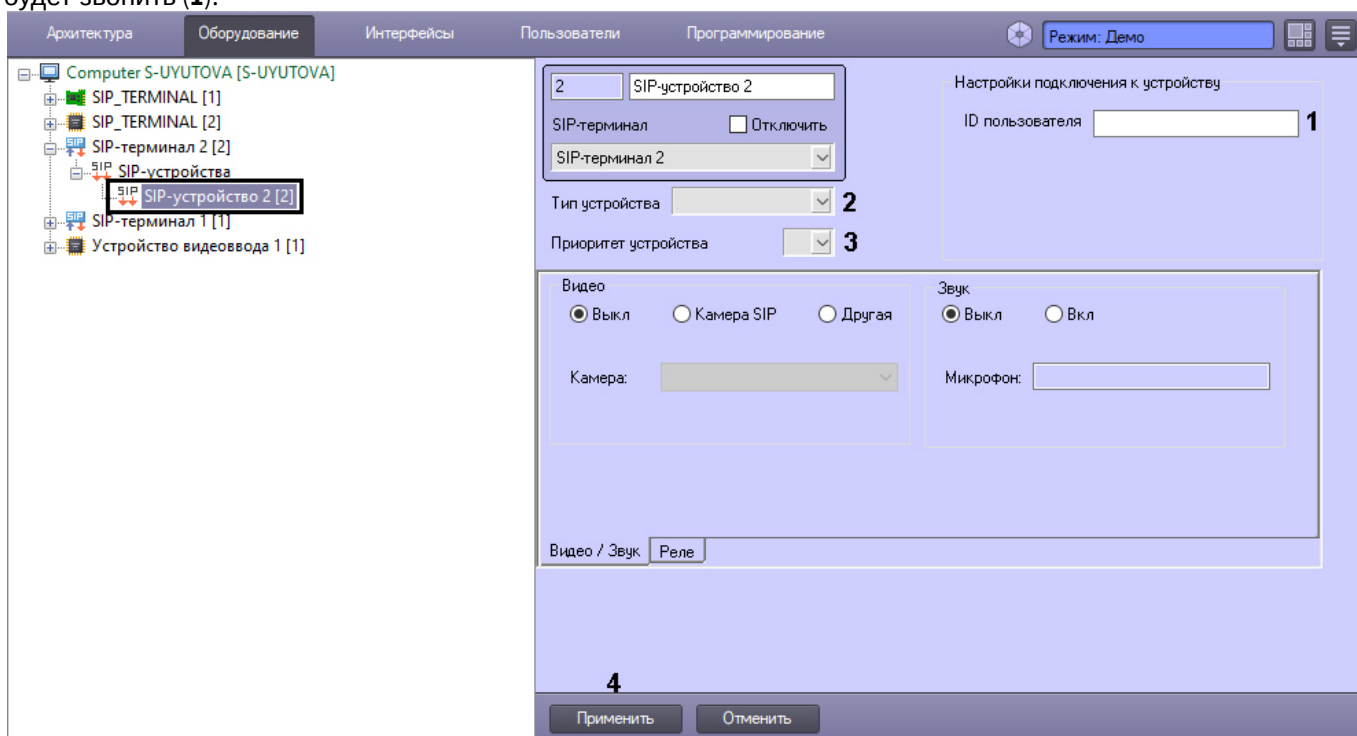 будет звонить (1).
Архитектура Оборудование Интерфейсы Пользователи Программирование Режим: Демо
Computer S-UYUTOVA [S-UYUTOVA]
SIP_TERMINAL [1]
SIP_TERMINAL [2]
SIP-терминал 2 [2]
SIP-устройства
SIP-устройство 2 [2]
SIP-терминал 1 [1]
Устройство видеоввода 1 [1]
2 SIP-устройство 2
SIP-терминал Отключить
SIP-терминал 2
Тип устройства 2
Приоритет устройства 3
Настройки подключения к устройству
ID пользователя 1
Видео
Выкл Камера SIP Другая
Камера:
Звук
Выкл Вкл
Микрофон:
Видео / Звук Реле
4
Применить Отменить